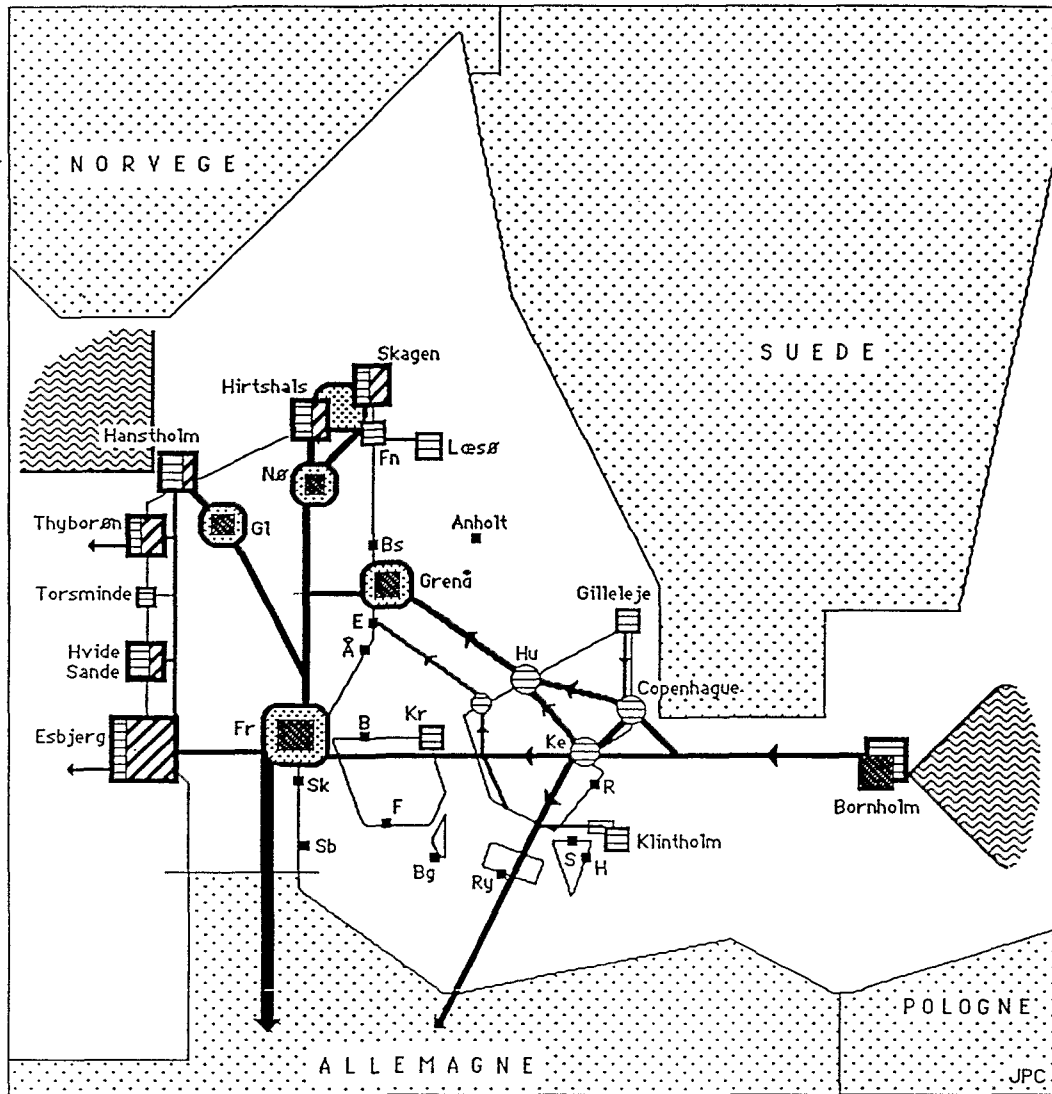 NORVEGE
SUEDE
Skagen
Hirtshals
Hanstholm
Fn
Læsø
Nø
Thyborøn
Gl
Anholt
Bs
Torsminde
Grenå
Gilleleje
E
Å
Hvide
Sande
Hu
Copenhague
Esbjerg
Fr
B
Kr
Ke
Sk
R
Bornholm
F
Sb
Bg
Ry
S
H
Klintholm
POLOGNE
ALLEMAGNE
JPC